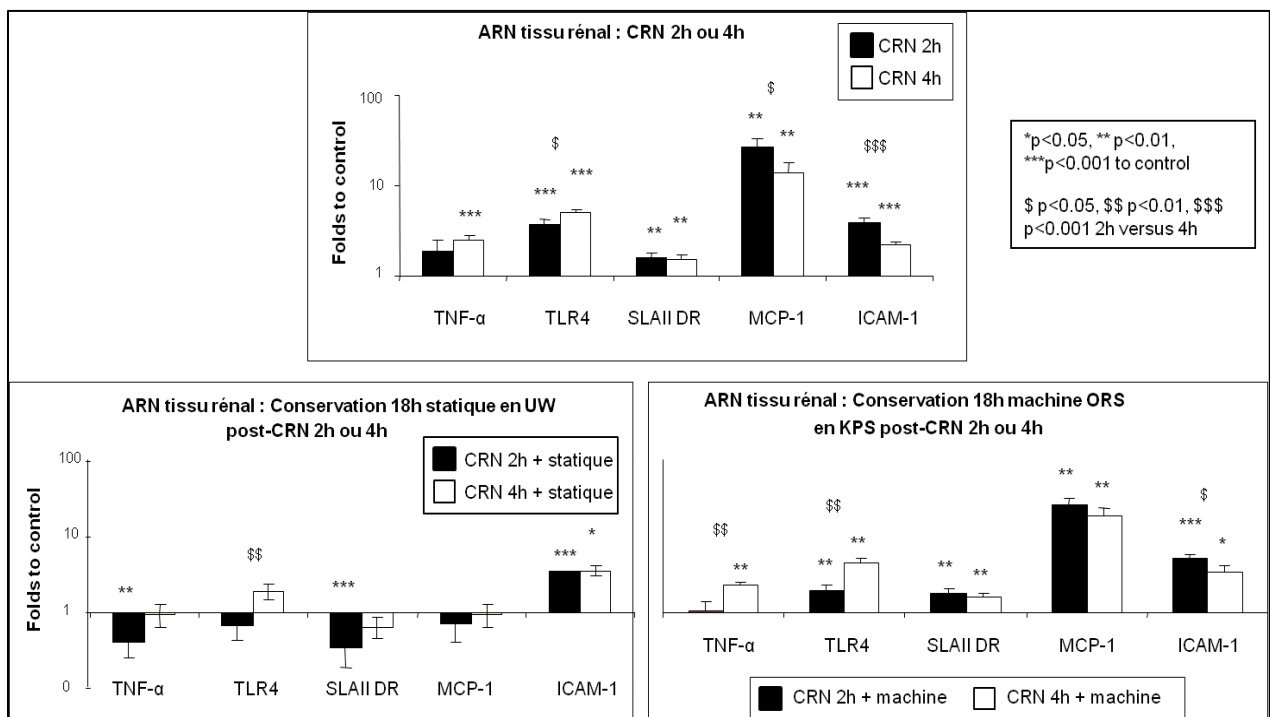 ARN tissu rénal : CRN 2h ou 4h
CRN 2h
CRN 4h
Folds to control
100
10
1
$
$
$$$
***
***
***
**
**
**
**
***
***
TNF-α
TLR4
SLAII DR
MCP-1
ICAM-1
*p<0.05, ** p<0.01,
***p<0.001 to control
$ p<0.05, $$ p<0.01, $$$
p<0.001 2h versus 4h
ARN tissu rénal : Conservation 18h statique en UW
post-CRN 2h ou 4h
CRN 2h + statique
CRN 4h + statique
Folds to control
100
10
1
0
**
$$
***
***
*
TNF-α
TLR4
SLAII DR
MCP-1
ICAM-1
ARN tissu rénal : Conservation 18h machine ORS
en KPS post-CRN 2h ou 4h
$$
$$
$
**
**
**
**
**
**
**
***
*
TNF-α
TLR4
SLAII DR
MCP-1
ICAM-1
CRN 2h + machine
CRN 4h + machine